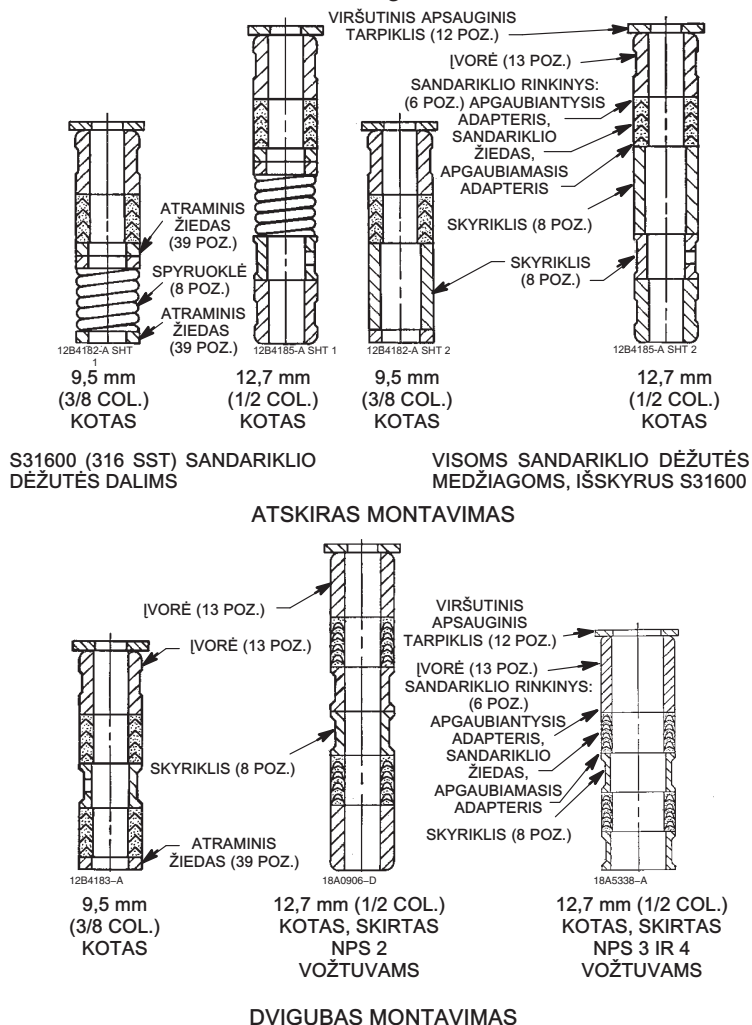 VIRŠUTINIS APSAUGINIS
TARPIKLIS (12 POZ.)
ĮVORĖ (13 POZ.)
SANDARIKLIO RINKINYS:
(6 POZ.) APGAUBIANTYSIS
ADAPTERIS,
SANDARIKLIO
ŽIEDAS,
APGAUBIAMASIS
ADAPTERIS
SKYRIKLIS (8 POZ.)
SKYRIKLIS
(8 POZ.)
ATRAMINIS
ŽIEDAS
(39 POZ.)
SPYRUOKLĖ
(8 POZ.)
ATRAMINIS
ŽIEDAS
(39 POZ.)
12B4182-A SHT
1
9,5 mm
(3/8 COL.)
KOTAS
12B4185-A SHT 1
12,7 mm
(1/2 COL.)
KOTAS
12B4182-A SHT 2
9,5 mm
(3/8 COL.)
KOTAS
12B4185-A SHT 2
12,7 mm
(1/2 COL.)
KOTAS
S31600 (316 SST) SANDARIKLIO
DĖŽUTĖS DALIMS
VISOMS SANDARIKLIO DĖŽUTĖS
MEDŽIAGOMS, IŠSKYRUS S31600
ATSKIRAS MONTAVIMAS
ĮVORĖ (13 POZ.)
ĮVORĖ (13 POZ.)
SKYRIKLIS (8 POZ.)
ATRAMINIS
ŽIEDAS (39 POZ.)
VIRŠUTINIS
APSAUGINIS
TARPIKLIS (12 POZ.)
ĮVORĖ (13 POZ.)
SANDARIKLIO RINKINYS:
(6 POZ.)
APGAUBIANTYSIS
ADAPTERIS,
SANDARIKLIO
ŽIEDAS,
APGAUBIAMASIS
ADAPTERIS
SKYRIKLIS (8 POZ.)
12B4183–A
9,5 mm
(3/8 COL.)
KOTAS
18A0906–D
12,7 mm (1/2 COL.)
KOTAS, SKIRTAS
NPS 2
VOŽTUVAMS
18A5338–A
12,7 mm (1/2 COL.)
KOTAS, SKIRTAS
NPS 3 IR 4
VOŽTUVAMS
DVIGUBAS MONTAVIMAS